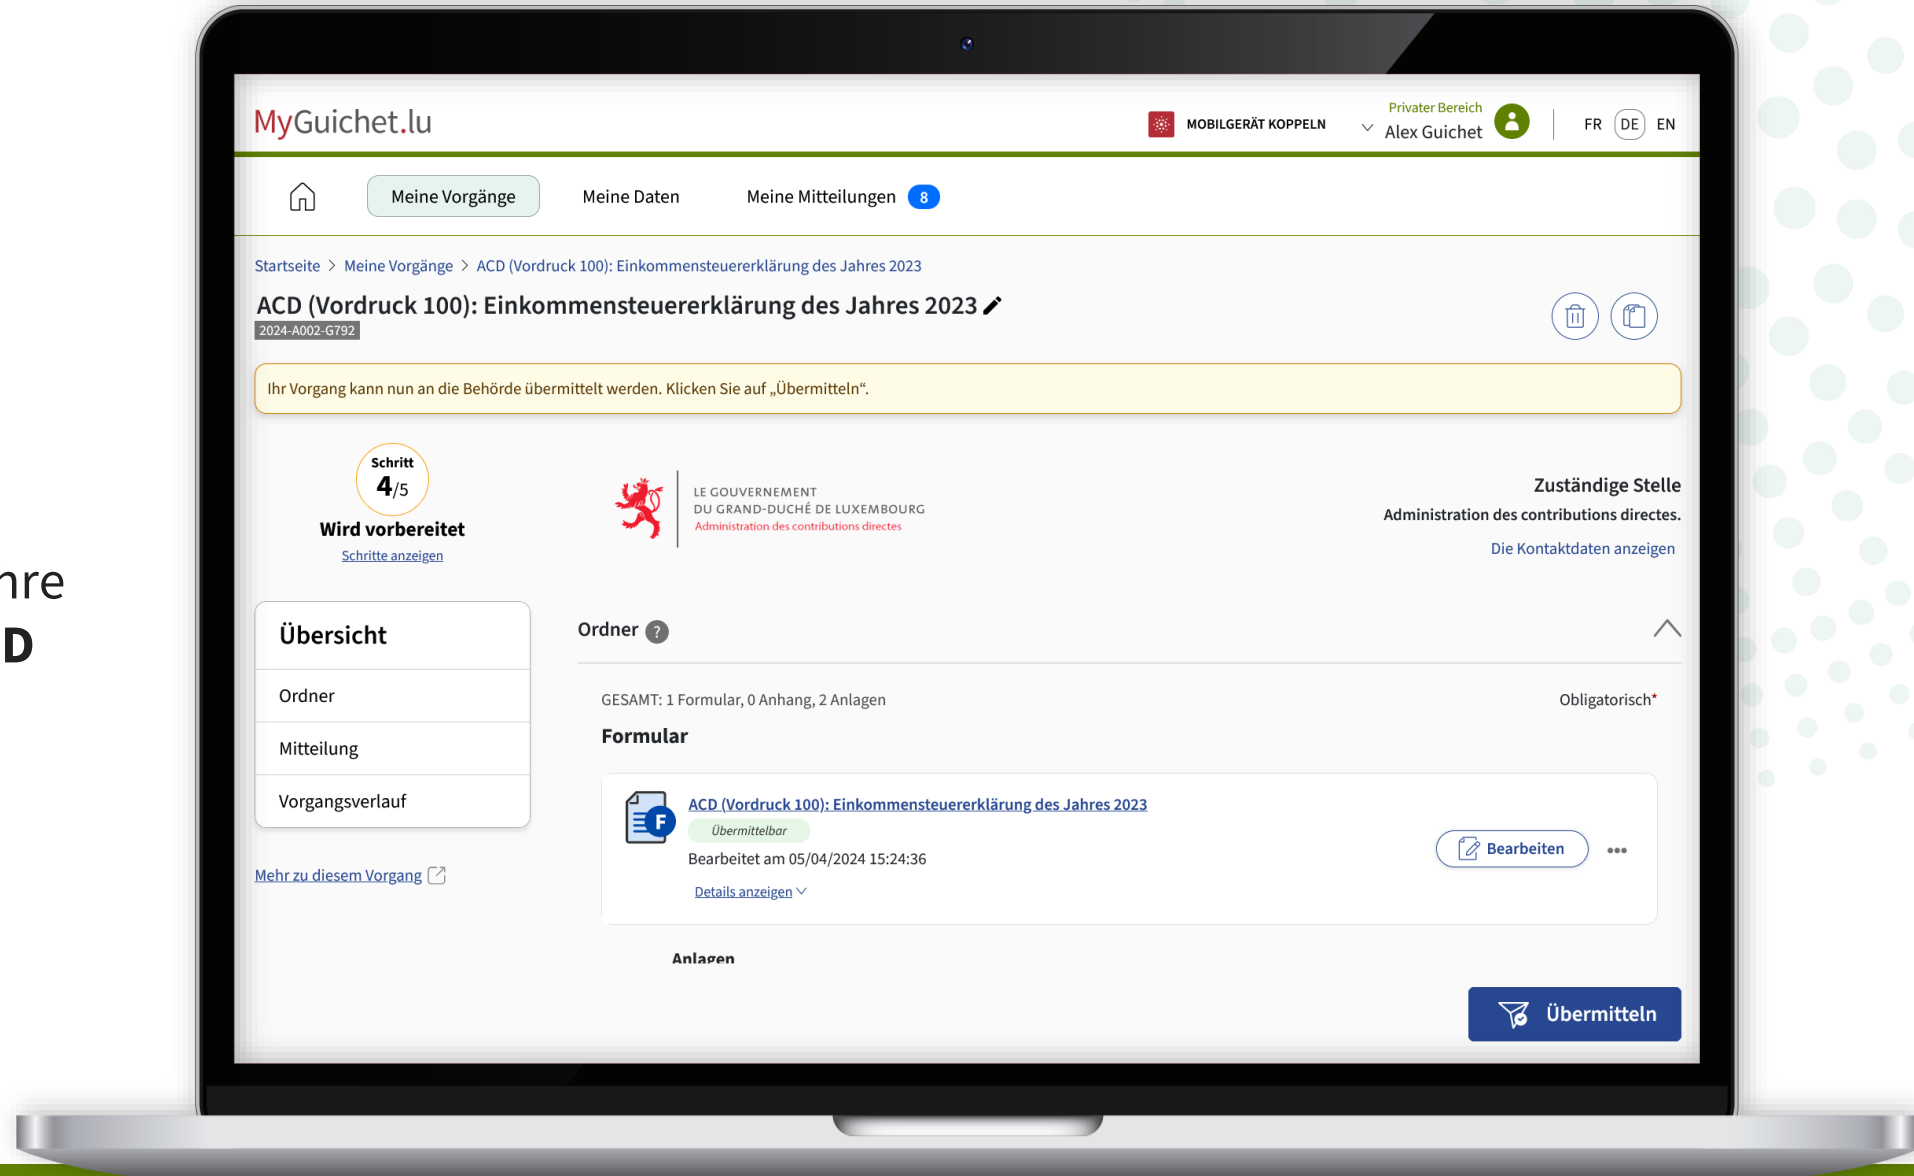 MyGuichet.lu
MOBILGERÄT KOPPELN
Privater Bereich
Alex Guichet
FR DE EN
Meine Vorgänge
Meine Daten
Meine Mitteilungen 8
Startseite > Meine Vorgänge > ACD (Vordruck 100): Einkommensteuererklärung des Jahres 2023
ACD (Vordruck 100): Einkommensteuererklärung des Jahres 2023
2024-A002-G792
Ihr Vorgang kann nun an die Behörde übermittelt werden. Klicken Sie auf „Übermitteln“.
Schritt
4/5
Wird vorbereitet
Schritte anzeigen
LE GOUVERNEMENT
DU GRAND-DUCHÉ DE LUXEMBOURG
Administration des contributions directes
Zuständige Stelle
Administration des contributions directes.
Die Kontaktdaten anzeigen
hre
D
Übersicht
Ordner
Mitteilung
Vorgangsverlauf
Mehr zu diesem Vorgang
Ordner ?
GESAMT: 1 Formular, 0 Anhang, 2 Anlagen
Obligatorisch*
Formular
F
ACD (Vordruck 100): Einkommensteuererklärung des Jahres 2023
Übermittelbar
Bearbeitet am 05/04/2024 15:24:36
Details anzeigen
Bearbeiten
Anlagen
Übermitteln